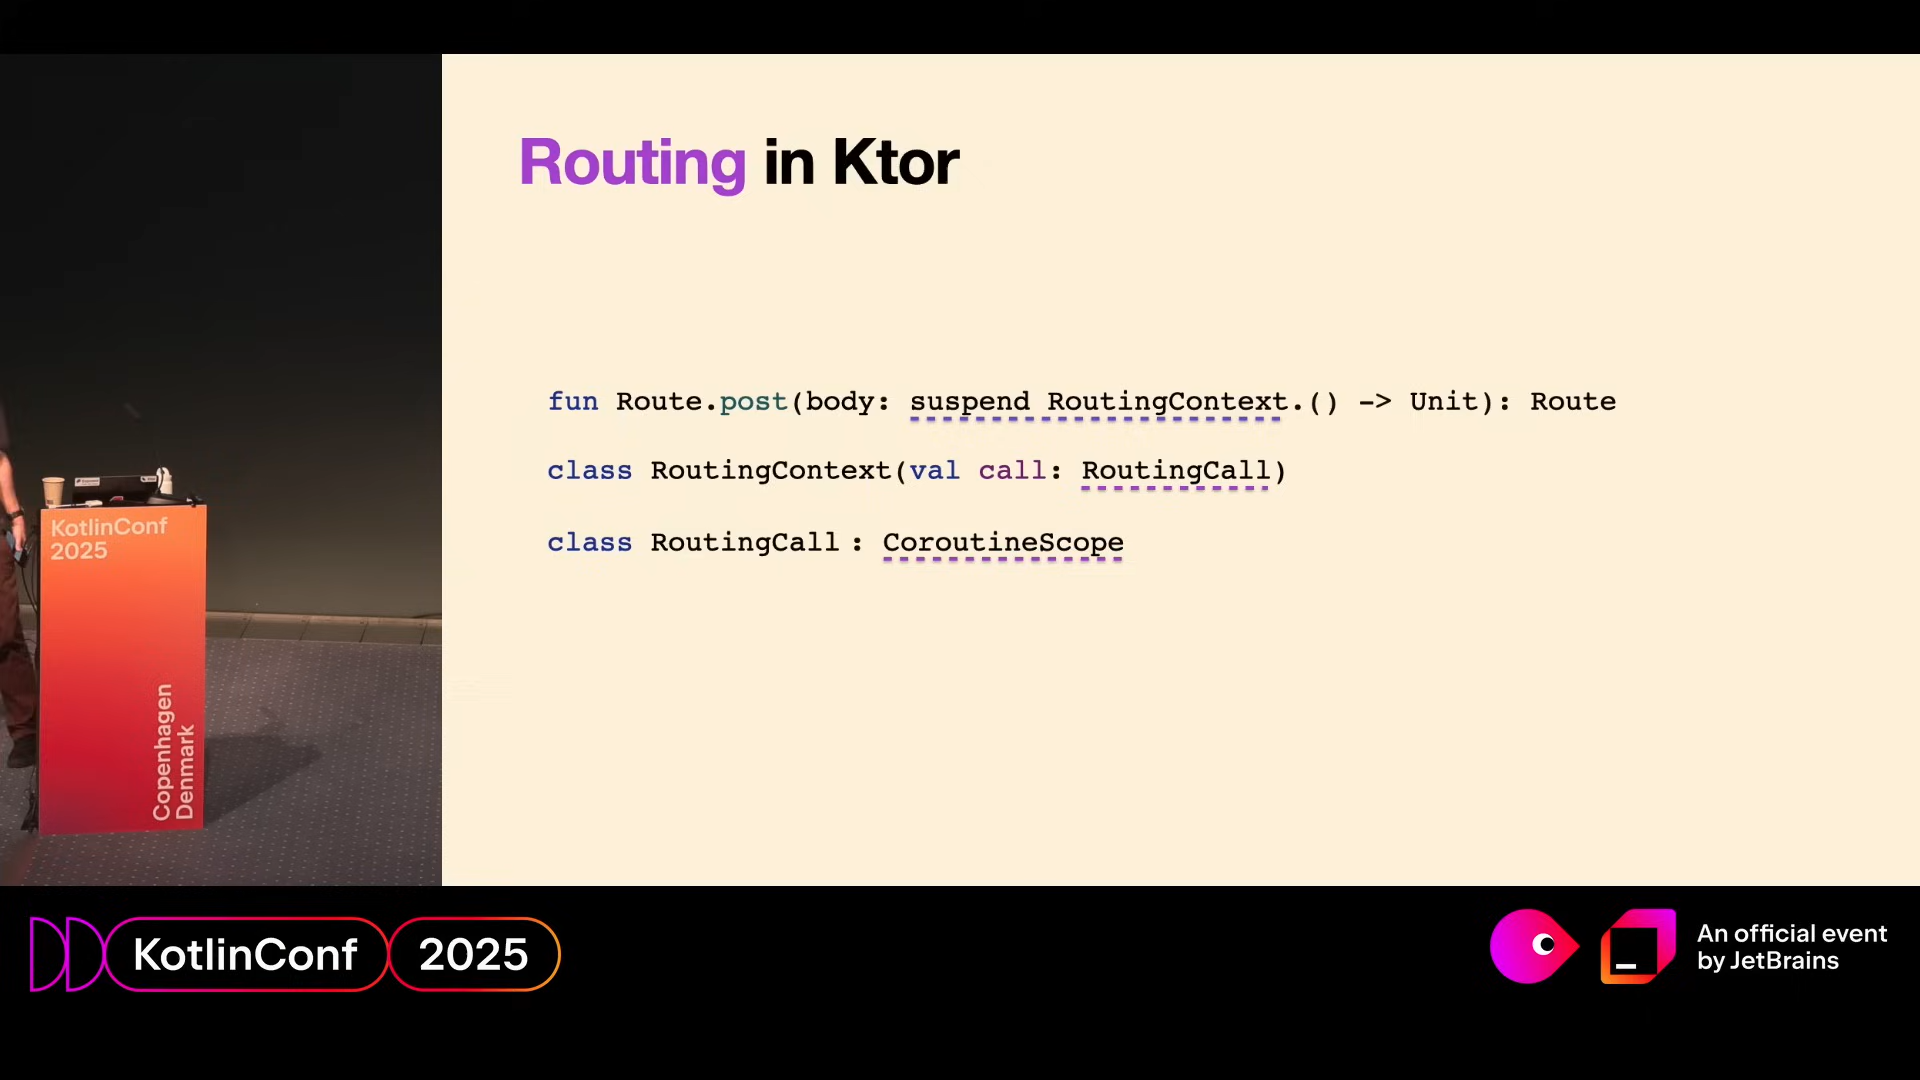 Routing in Ktor
fun Route.post(body: suspend RoutingContext.() -> Unit): Route
class RoutingContext(val call: RoutingCall)
class RoutingCall : CoroutineScope
KotlinConf
2025
Copenhagen
Denmark
KotlinConf 2025
An official event
by JetBrains